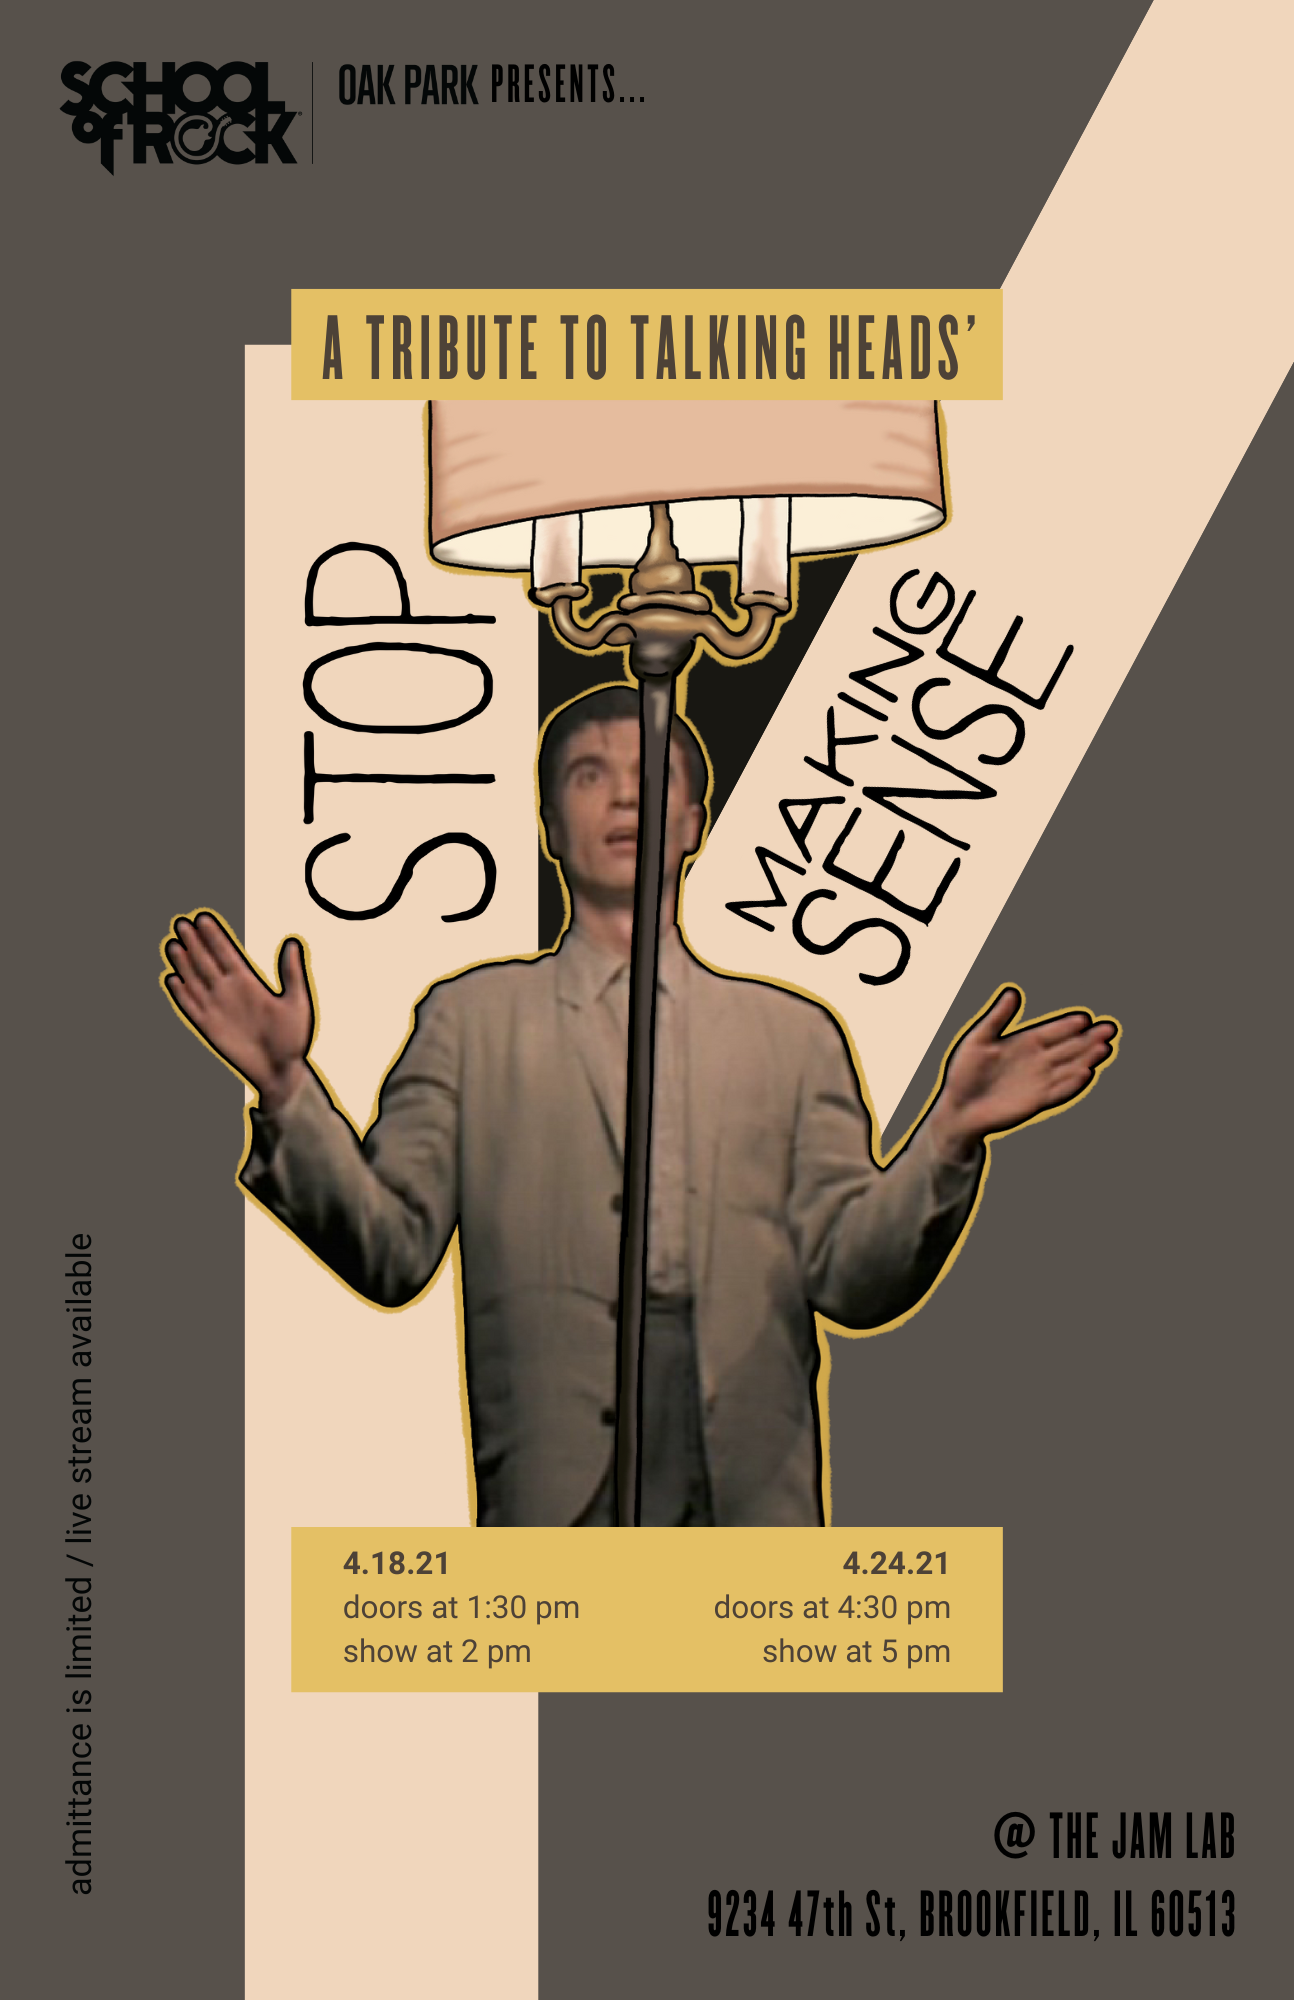 SCHOOL
of ROCK
OAK PARK PRESENTS...
A TRIBUTE TO TALKING HEADS’
STOP
MAKING
SENSE
4.18.21
doors at 1:30 pm
show at 2 pm
4.24.21
doors at 4:30 pm
show at 5 pm
admittance is limited / live stream available
@ THE JAM LAB
9234 47th St, BROOKFIELD, IL 60513